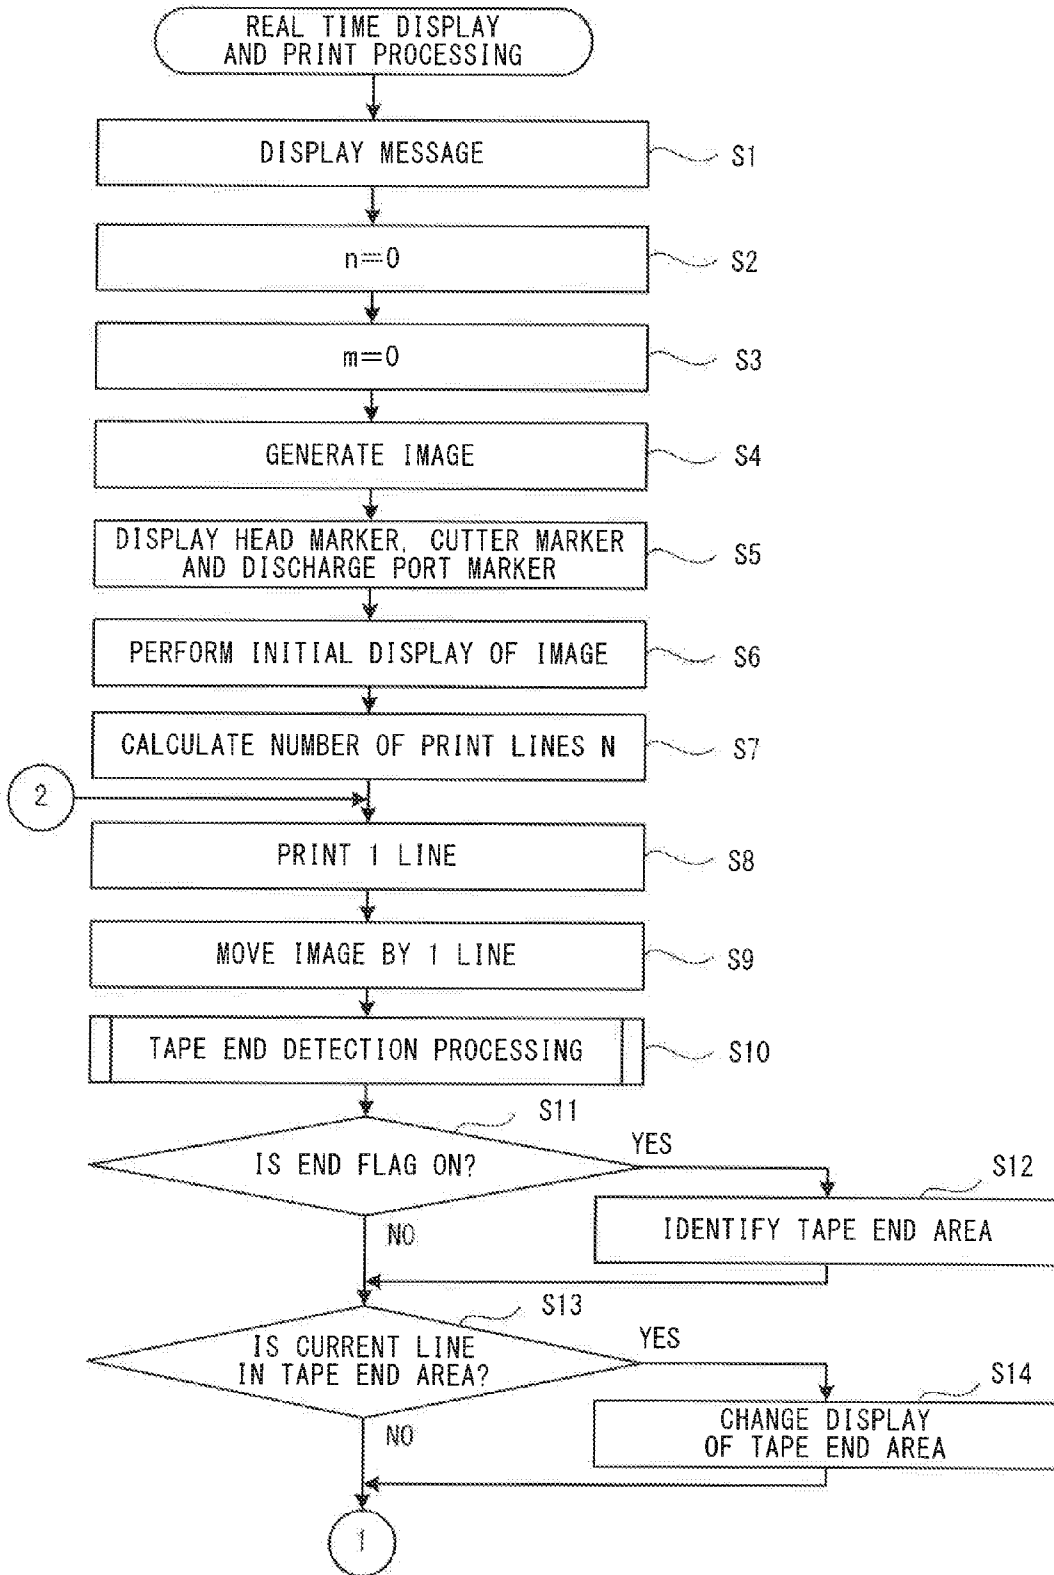 REAL TIME DISPLAY
AND PRINT PROCESSING
DISPLAY MESSAGE
S1
n=0
S2
m=0
S3
GENERATE IMAGE
S4
DISPLAY HEAD MARKER, CUTTER MARKER
AND DISCHARGE PORT MARKER
S5
PERFORM INITIAL DISPLAY OF IMAGE
S6
CALCULATE NUMBER OF PRINT LINES N
S7
2
PRINT 1 LINE
S8
MOVE IMAGE BY 1 LINE
S9
TAPE END DETECTION PROCESSING
S10
S11
IS END FLAG ON?
YES
NO
S12
IDENTIFY TAPE END AREA
S13
IS CURRENT LINE
IN TAPE END AREA?
YES
NO
S14
CHANGE DISPLAY
OF TAPE END AREA
1